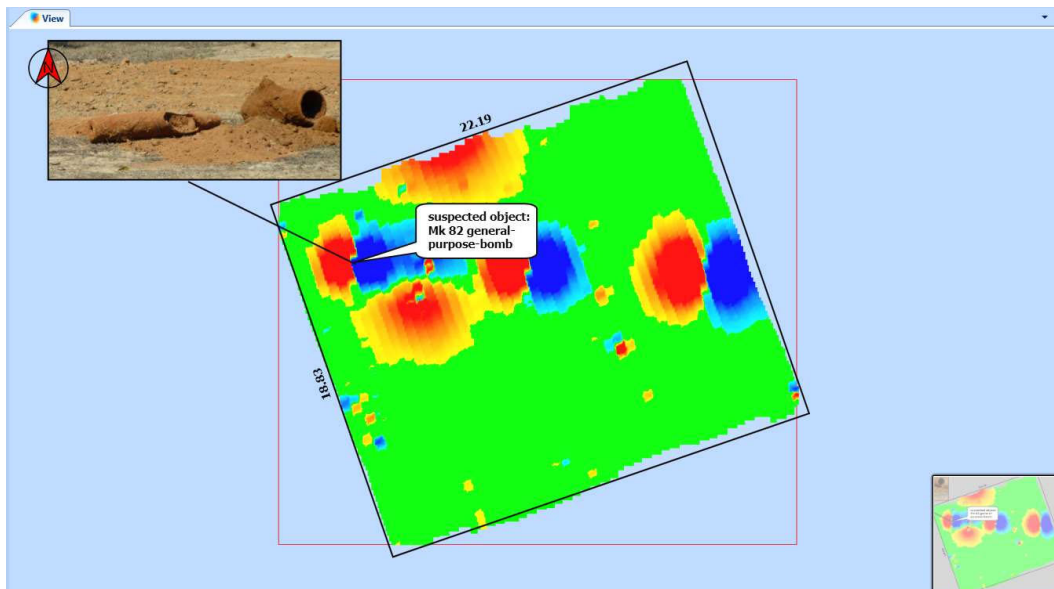 View
N
22.19
suspected object:
Mk 82 general-
purpose-bomb
18.83